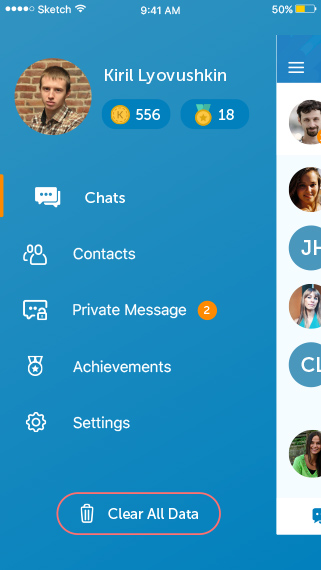 Sketch 9:41 AM 50%
Kiril Lyovushkin
K 556 18
Chats
Contacts
Private Message 2
Achievements
Settings
Clear All Data
JH
CL